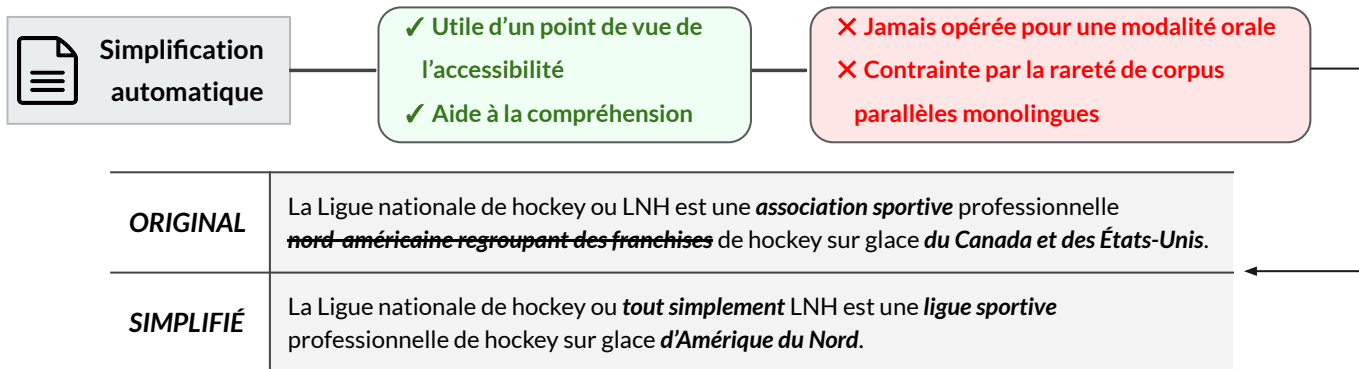 Simplification
automatique
✓ Utile d'un point de vue de
l'accessibilité
✓ Aide à la compréhension
✕ Jamais opérée pour une modalité orale
✕ Contrainte par la rareté de corpus
parallèles monolingues
ORIGINAL
La Ligue nationale de hockey ou LNH est une association sportive professionnelle
nord-américaine regroupant des franchises de hockey sur glace du Canada et des États-Unis.
SIMPLIFIÉ
La Ligue nationale de hockey ou tout simplement LNH est une ligue sportive
professionnelle de hockey sur glace d'Amérique du Nord.